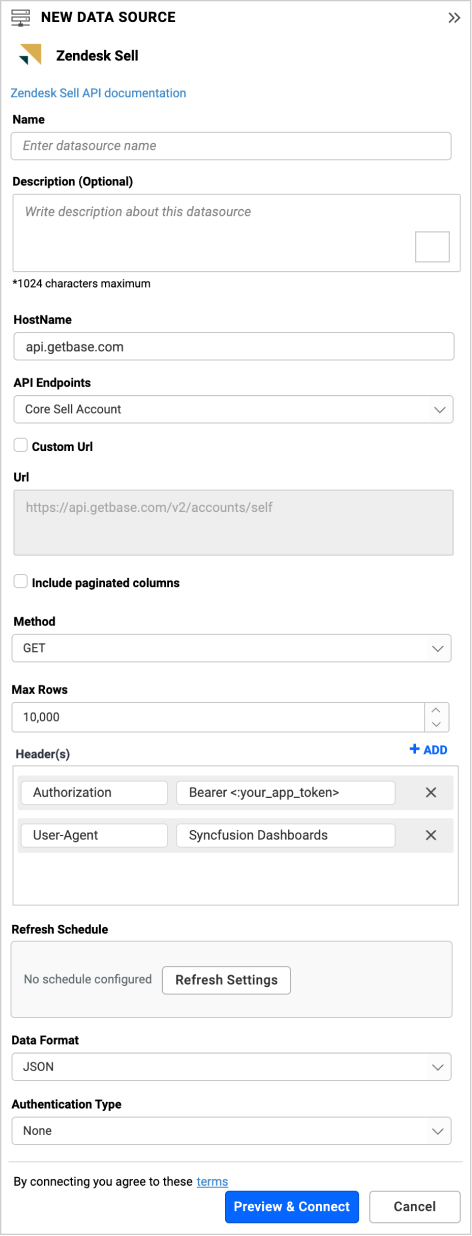 NEW DATA SOURCE
Zendesk Sell
Zendesk Sell API documentation
Name
Enter datasource name
Description (Optional)
Write description about this datasource
*1024 characters maximum
HostName
api.getbase.com
API Endpoints
Core Sell Account
Custom Url
Url
https://api.getbase.com/v2/accounts/self
Include paginated columns
Method
GET
Max Rows
10,000
Header(s)
+ ADD
Authorization Bearer <:your_app_token>
User-Agent Syncfusion Dashboards
Refresh Schedule
No schedule configured Refresh Settings
Data Format
JSON
Authentication Type
None
By connecting you agree to these terms
Preview & Connect Cancel